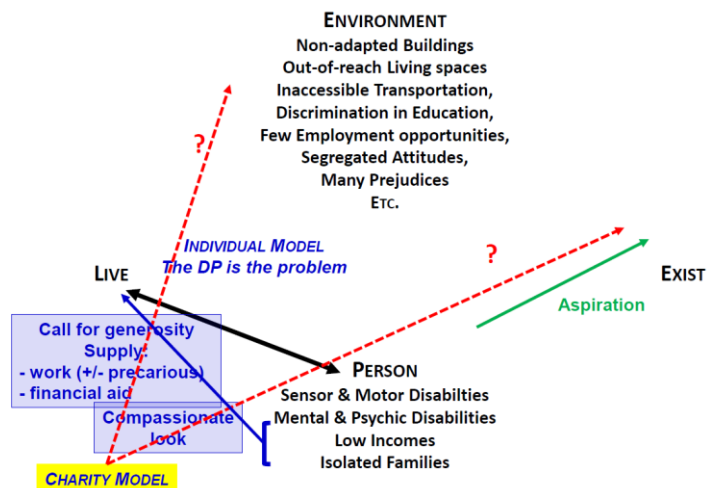 ENVIRONMENT
Non-adapted Buildings
Out-of-reach Living spaces
Inaccessible Transportation,
Discrimination in Education,
Few Employment opportunities,
Segregated Attitudes,
Many Prejudices
ETC.
?
?
INDIVIDUAL MODEL
The DP is the problem
LIVE
EXIST
Aspiration
Call for generosity
Supply:
- work (+/- precarious)
- financial aid
Compassionate
look
PERSON
Sensor & Motor Disabilties
Mental & Psychic Disabilities
Low Incomes
Isolated Families
CHARITY MODEL